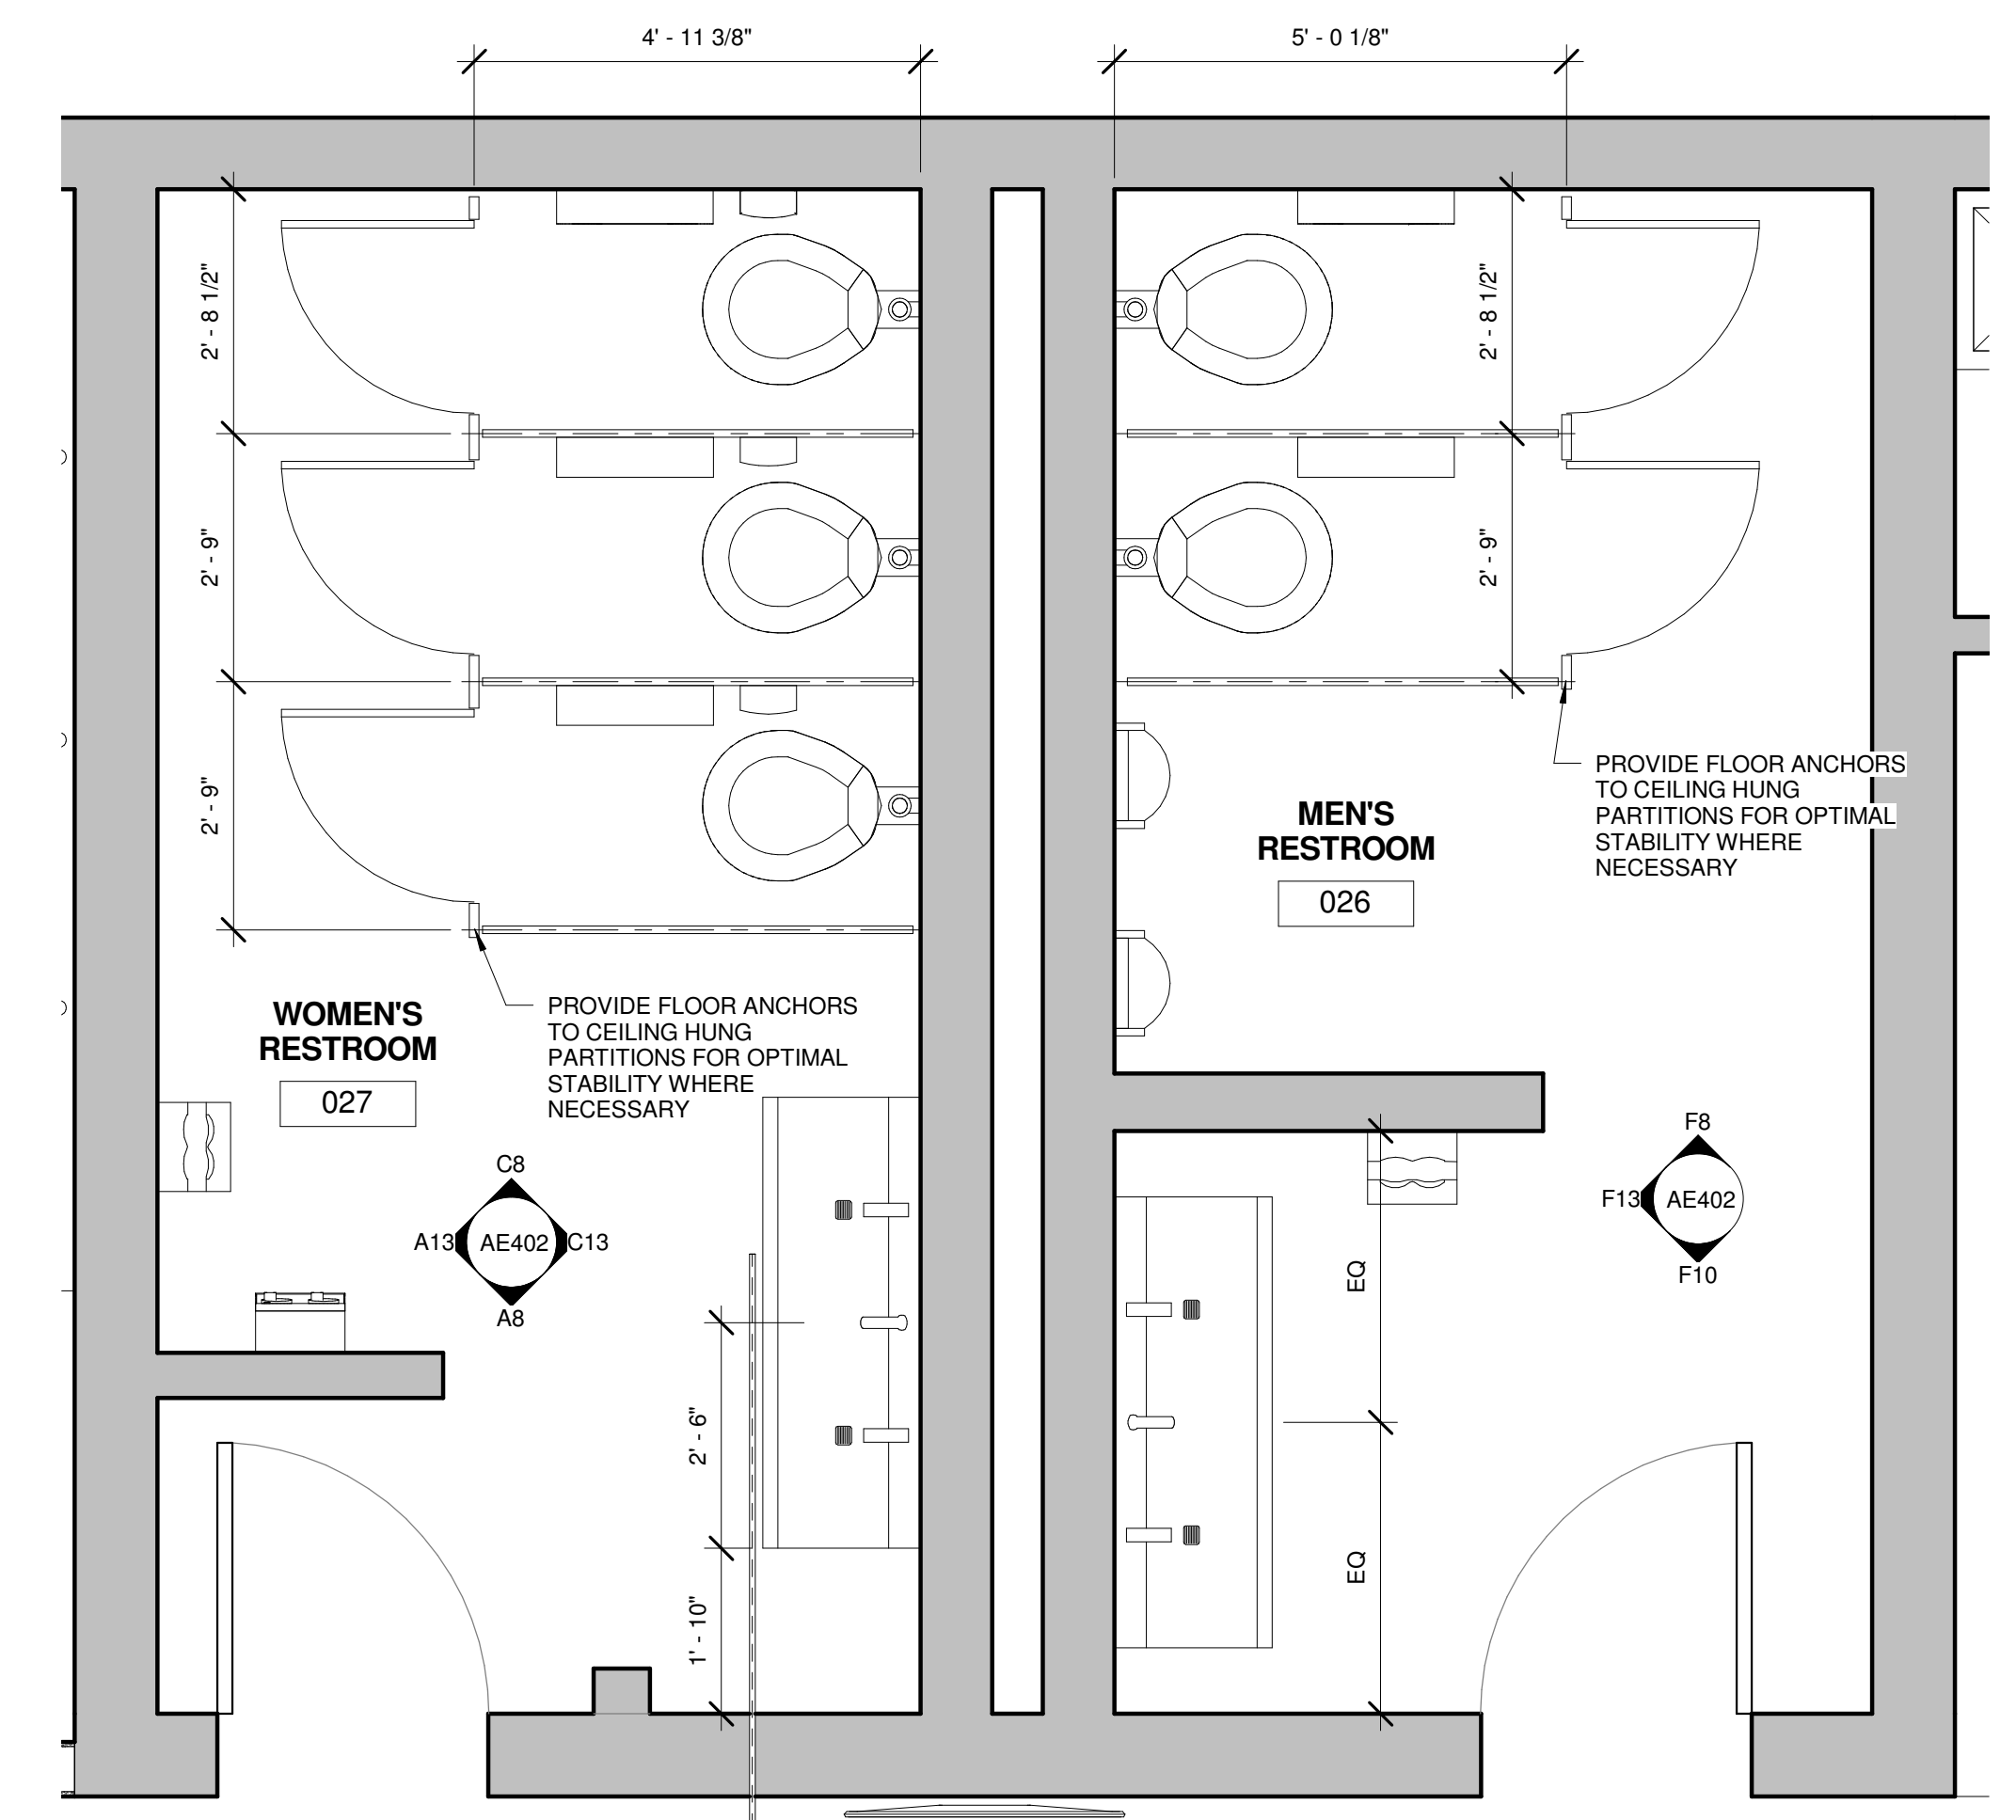 4' - 11 3/8"
5' - 0 1/8"
2' - 8 1/2"
2' - 9"
2' - 9"
2' - 8 1/2"
2' - 9"
PROVIDE FLOOR ANCHORS
TO CEILING HUNG
PARTITIONS FOR OPTIMAL
STABILITY WHERE
NECESSARY
MEN'S
RESTROOM
026
WOMEN'S
RESTROOM
027
PROVIDE FLOOR ANCHORS
TO CEILING HUNG
PARTITIONS FOR OPTIMAL
STABILITY WHERE
NECESSARY
C8
A13 AE402 C13
A8
F8
F13 AE402
F10
2' - 6"
1' - 10"
EQ
EQ